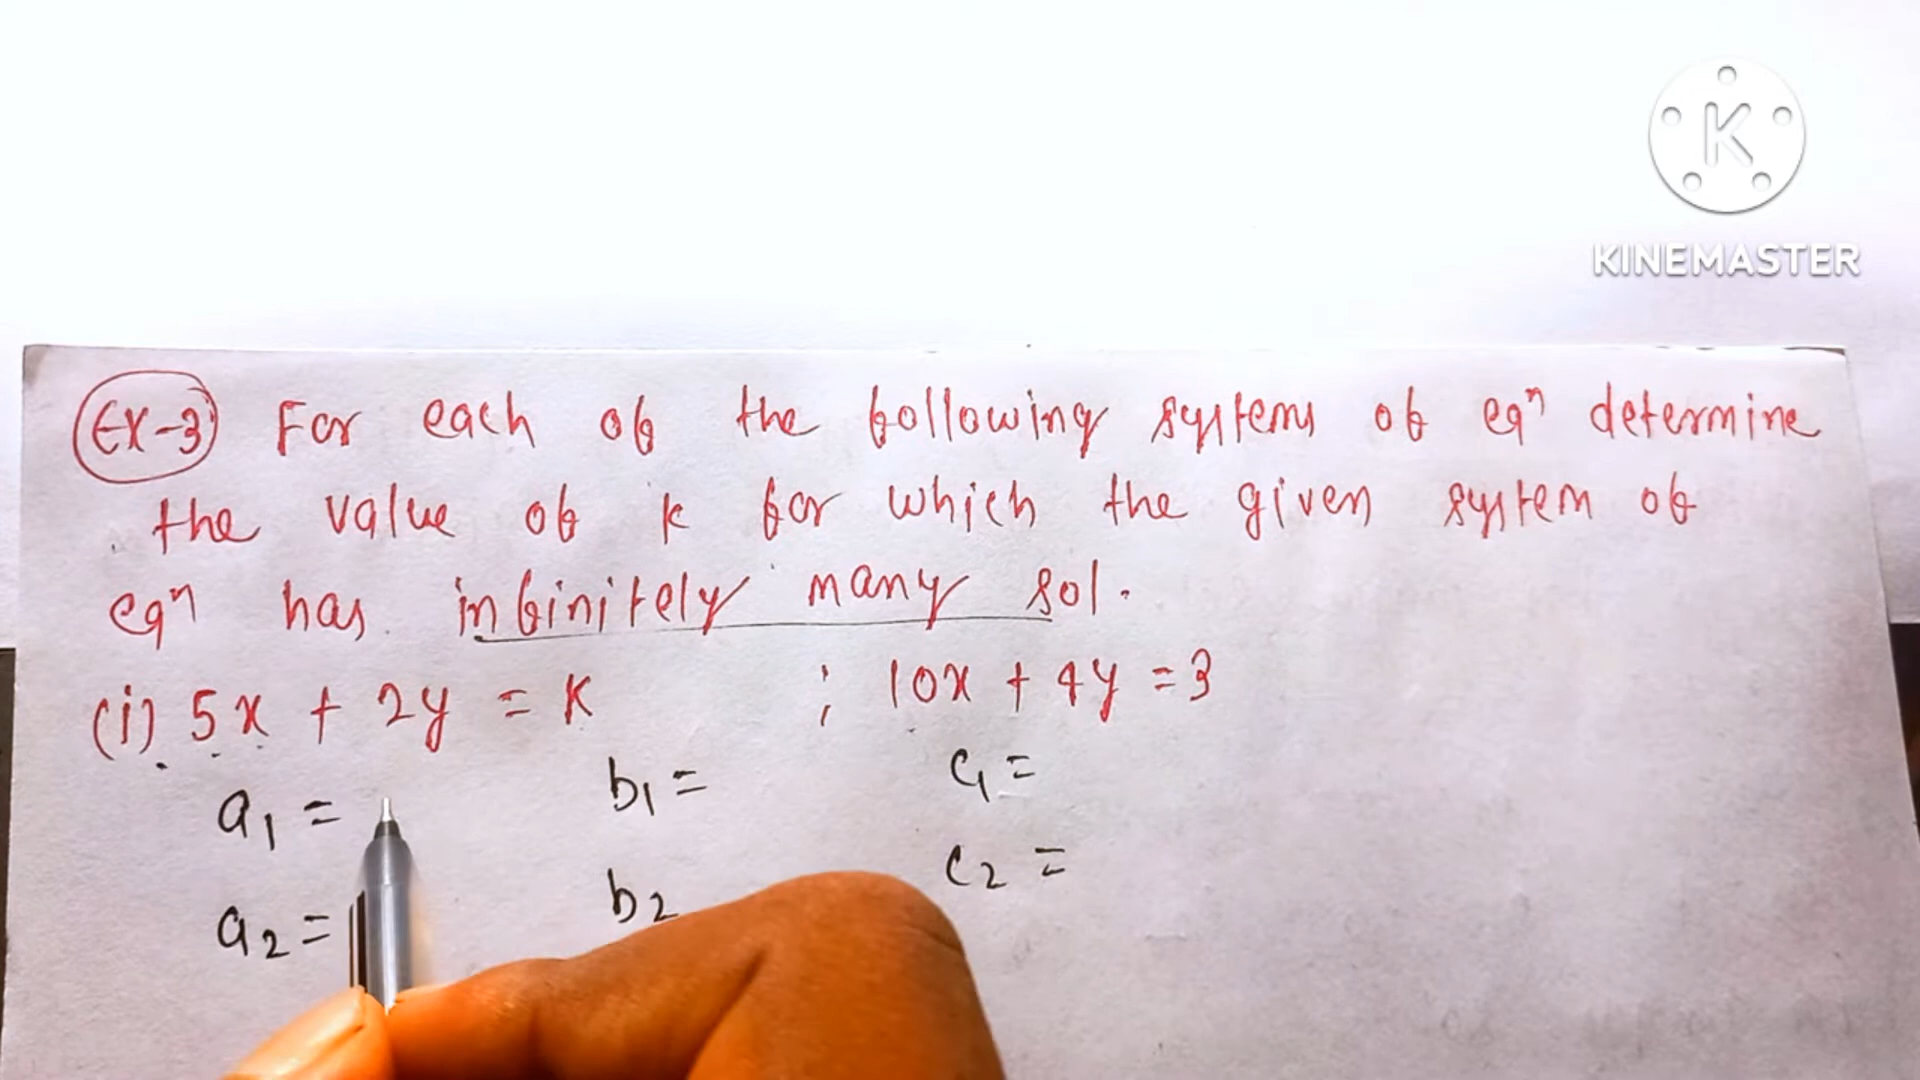 K
KINEMASTER
Ex-3 For each of the following systems of eqⁿ determine
the value of k for which the given system of
eqⁿ has infinitely many sol.
(i) 5x + 2y = K ; 10x + 4y = 3
a₁ = b₁ = c₁ =
a₂ = b₂ c₂ =